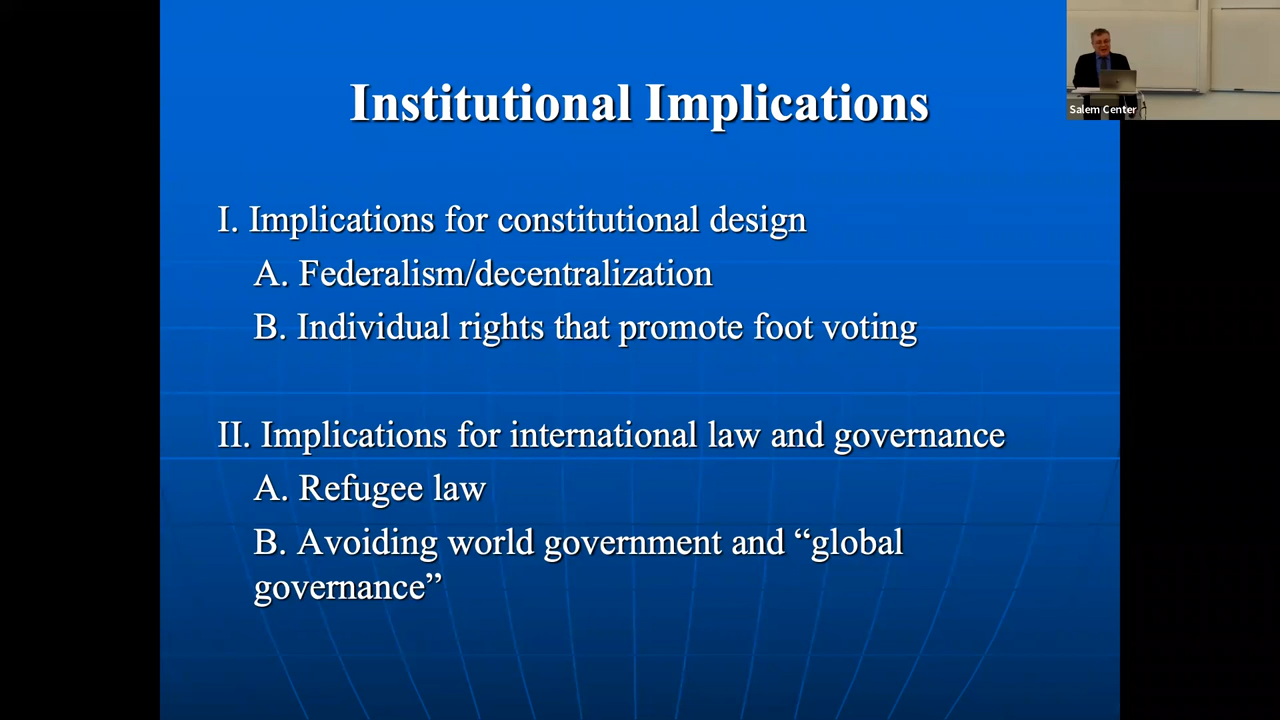 Institutional Implications
Salem Center
I. Implications for constitutional design
A. Federalism/decentralization
B. Individual rights that promote foot voting
II. Implications for international law and governance
A. Refugee law
B. Avoiding world government and “global
governance”